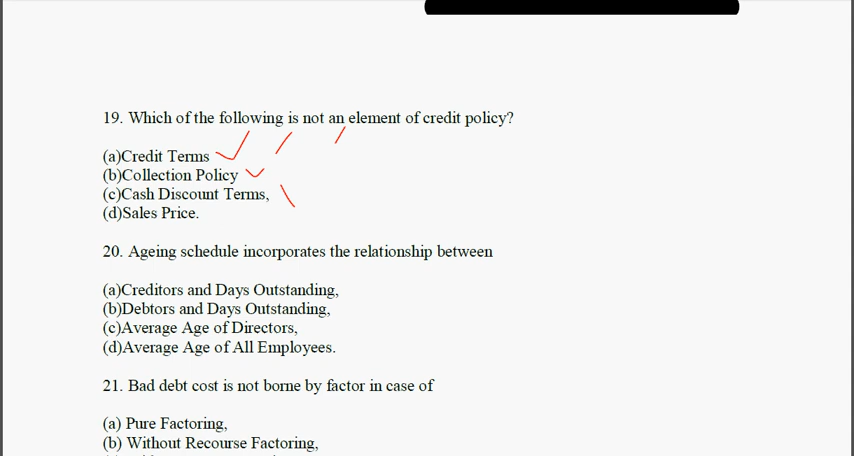 19. Which of the following is not an element of credit policy?
(a)Credit Terms
(b)Collection Policy
(c)Cash Discount Terms,
(d)Sales Price.
20. Ageing schedule incorporates the relationship between
(a)Creditors and Days Outstanding,
(b)Debtors and Days Outstanding,
(c)Average Age of Directors,
(d)Average Age of All Employees.
21. Bad debt cost is not borne by factor in case of
(a) Pure Factoring,
(b) Without Recourse Factoring,